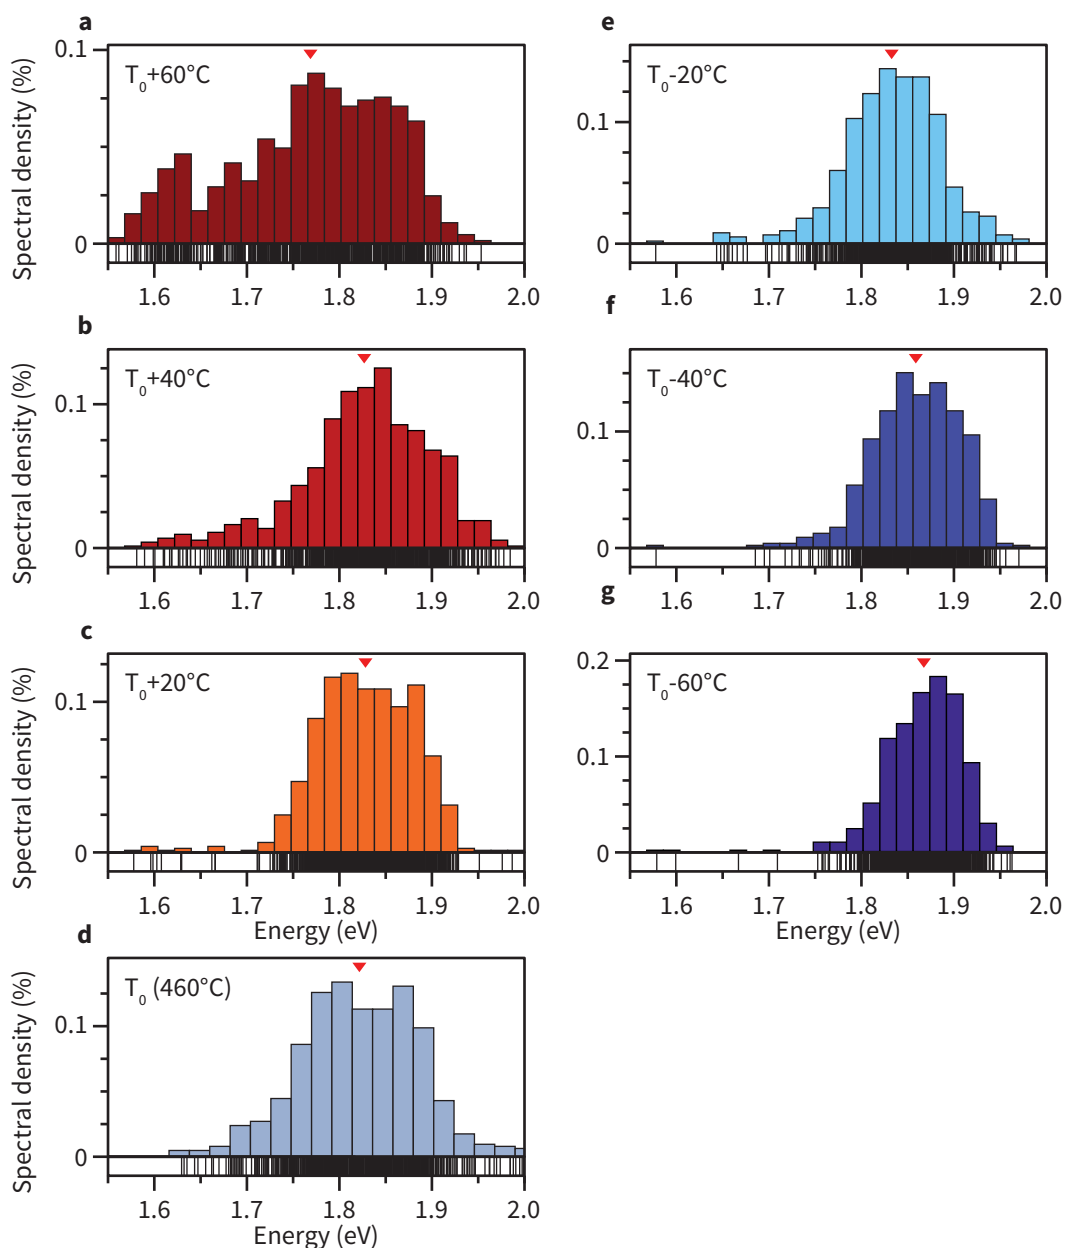 a
Spectral density (%)
0.1
0
T0+60°C
1.6 1.7 1.8 1.9 2.0
b
Spectral density (%)
0.1
0
T0+40°C
1.6 1.7 1.8 1.9 2.0
c
Spectral density (%)
0.1
0
T0+20°C
1.6 1.7 1.8 1.9 2.0
Energy (eV)
d
Spectral density (%)
0.1
0
T0 (460°C)
1.6 1.7 1.8 1.9 2.0
Energy (eV)
e
0.1
0
T0-20°C
1.6 1.7 1.8 1.9 2.0
f
0.1
0
T0-40°C
1.6 1.7 1.8 1.9 2.0
g
0.2
0.1
0
T0-60°C
1.6 1.7 1.8 1.9 2.0
Energy (eV)